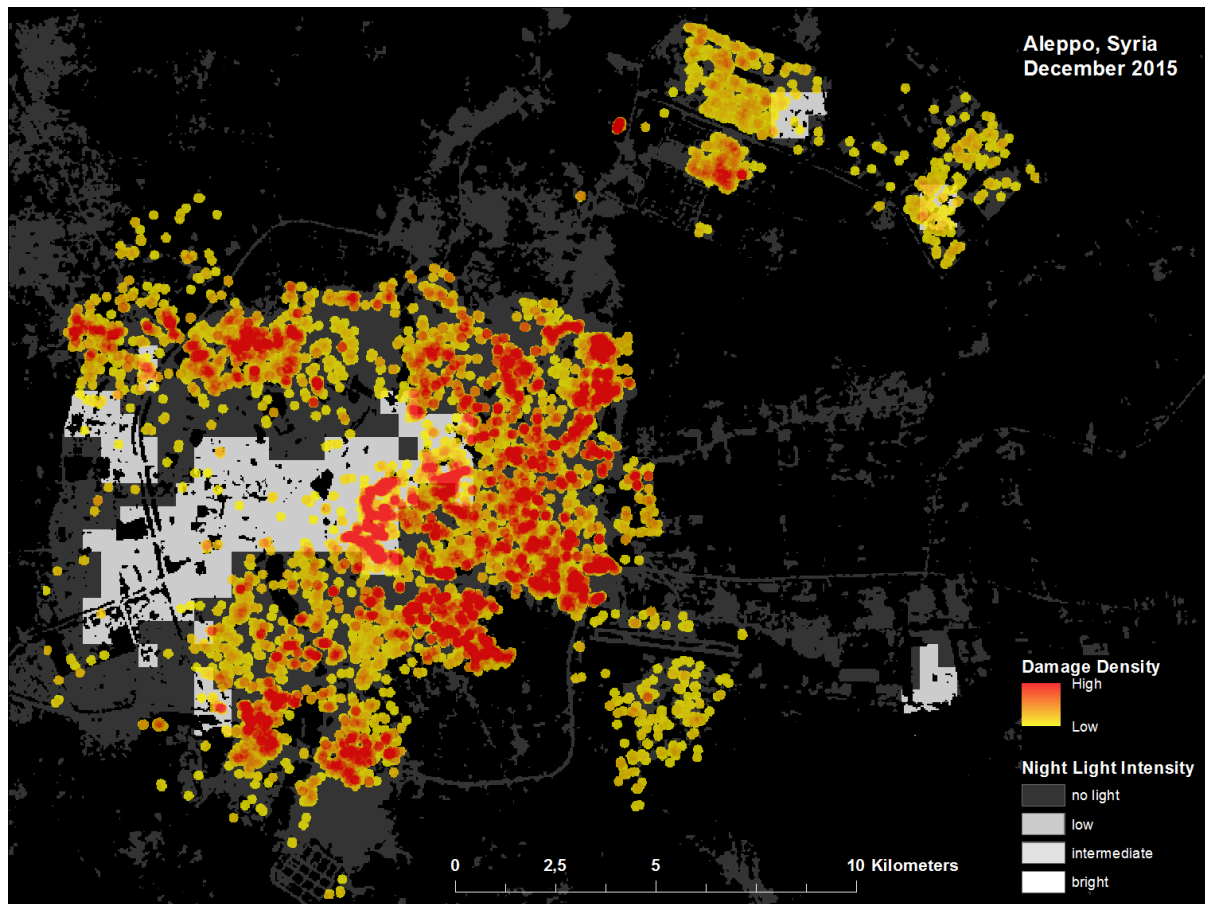 Aleppo, Syria
December 2015
Damage Density
High
Low
Night Light Intensity
no light
low
intermediate
bright
0 2,5 5 10 Kilometers